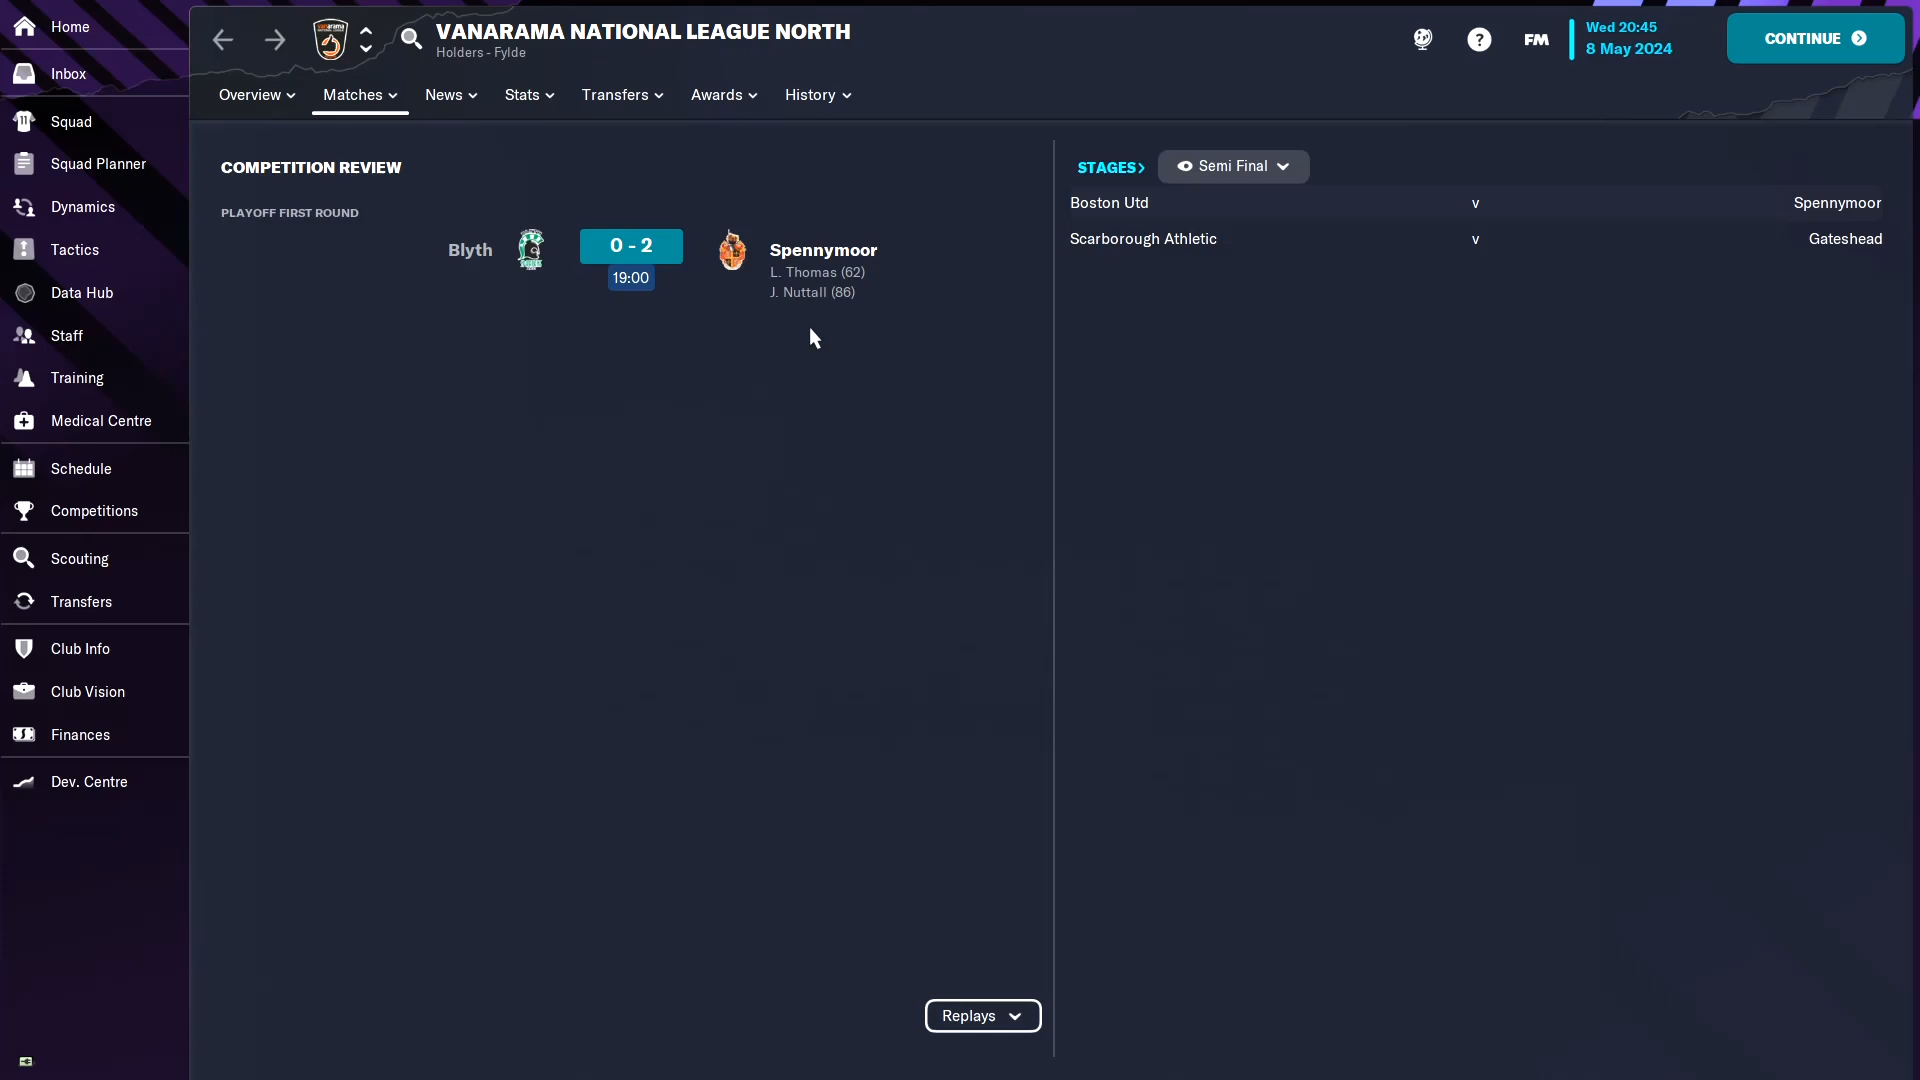 Home
Inbox
Squad
Squad Planner
Dynamics
Tactics
Data Hub
Staff
Training
Medical Centre
Schedule
Competitions
Scouting
Transfers
Club Info
Club Vision
Finances
Dev. Centre
VANARAMA NATIONAL LEAGUE NORTH
Holders - Fylde
FM
Wed 20:45
8 May 2024
CONTINUE
Overview
Matches
News
Stats
Transfers
Awards
History
COMPETITION REVIEW
PLAYOFF FIRST ROUND
Blyth 0 - 2 Spennymoor
19:00
L. Thomas (62)
J. Nuttall (86)
Replays
STAGES> Semi Final
Boston Utd v Spennymoor
Scarborough Athletic v Gateshead